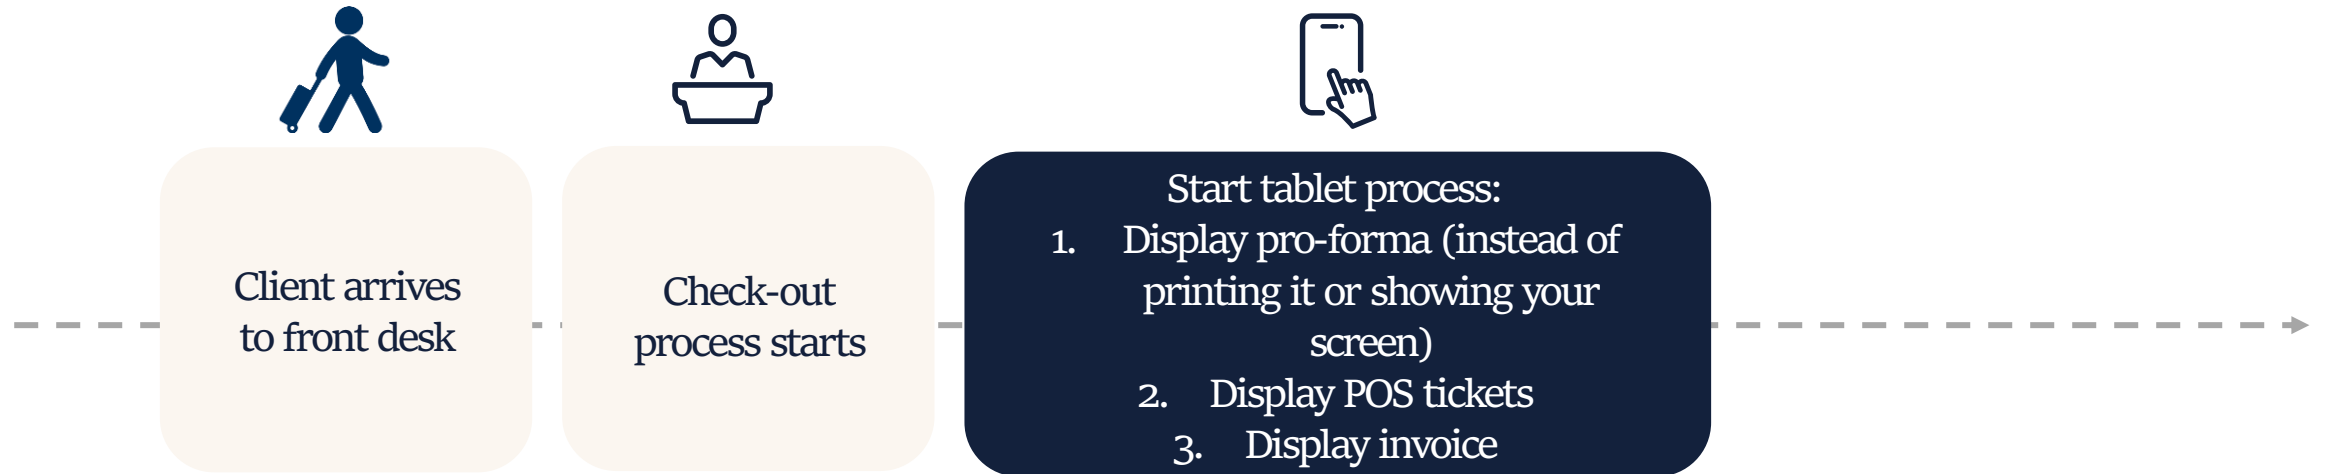 Client arrives
to front desk
Check-out
process starts
Start tablet process:
1. Display pro-forma (instead of
printing it or showing your
screen)
2. Display POS tickets
3. Display invoice